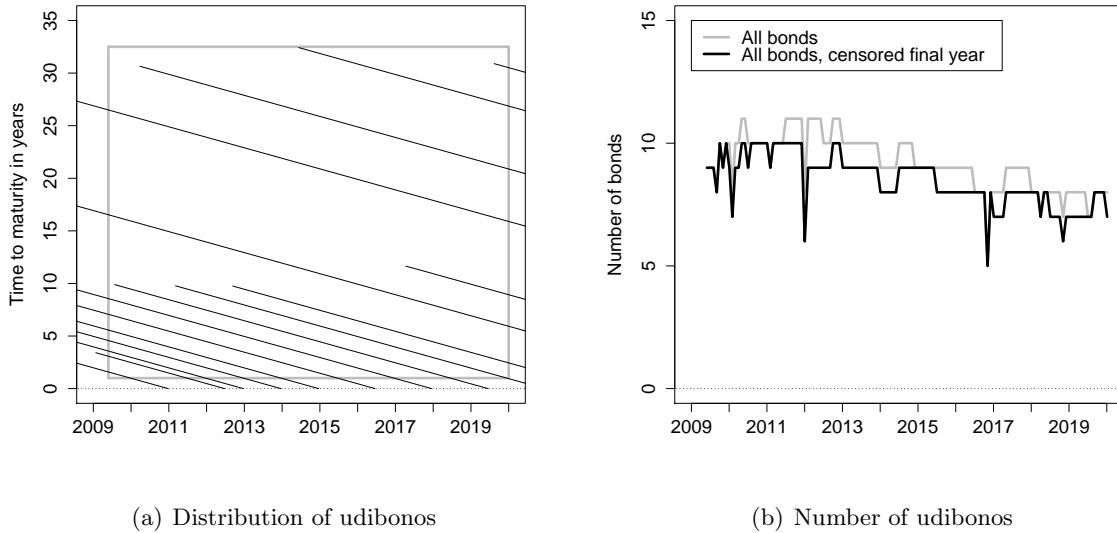 Time to maturity in years
35
30
25
20
15
10
5
0
2009 2011 2013 2015 2017 2019
(a) Distribution of udibonos
Number of bonds
15
10
5
0
All bonds
All bonds, censored final year
2009 2011 2013 2015 2017 2019
(b) Number of udibonos